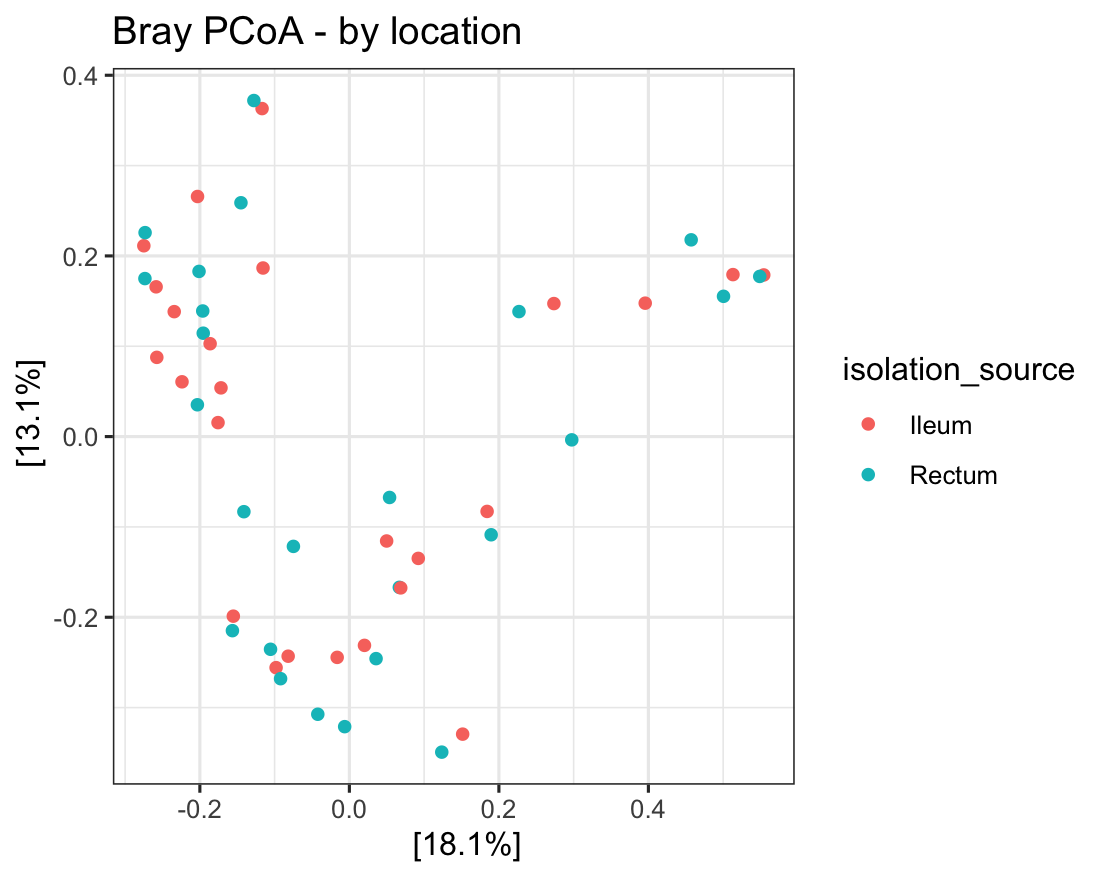 Bray PCoA - by location
0.4
0.2
0.0
-0.2
[13.1%]
-0.2 0.0 0.2 0.4
[18.1%]
isolation_source
Ileum
Rectum